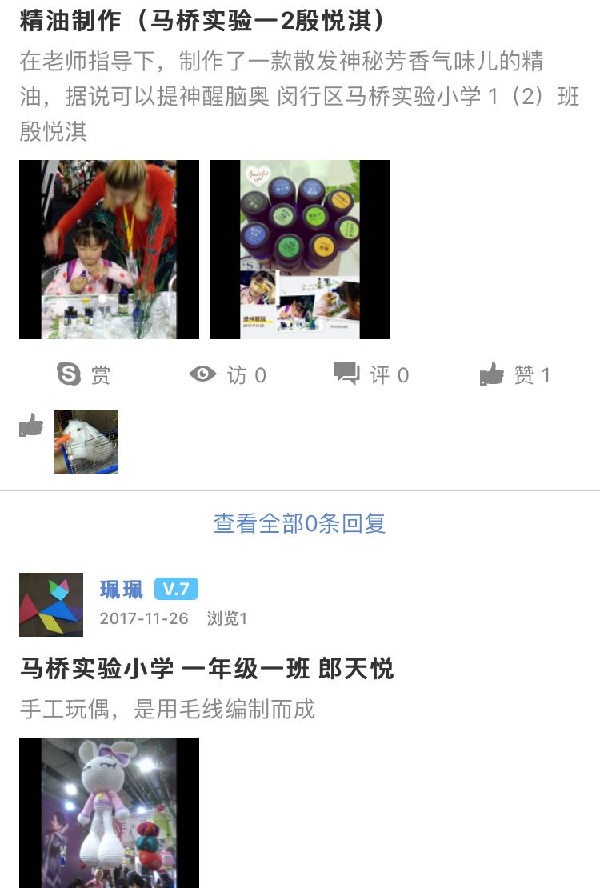 精油制作（马桥实验一2殷悦淇）
在老师指导下，制作了一款散发神秘芳香气味儿的精
油，据说可以提神醒脑奥 闵行区马桥实验小学 1（2）班
殷悦淇
赏
访 0
评 0
赞 1
查看全部0条回复
珮珮 V.7
2017-11-26 浏览1
马桥实验小学 一年级一班 郎天悦
手工玩偶，是用毛线编制而成